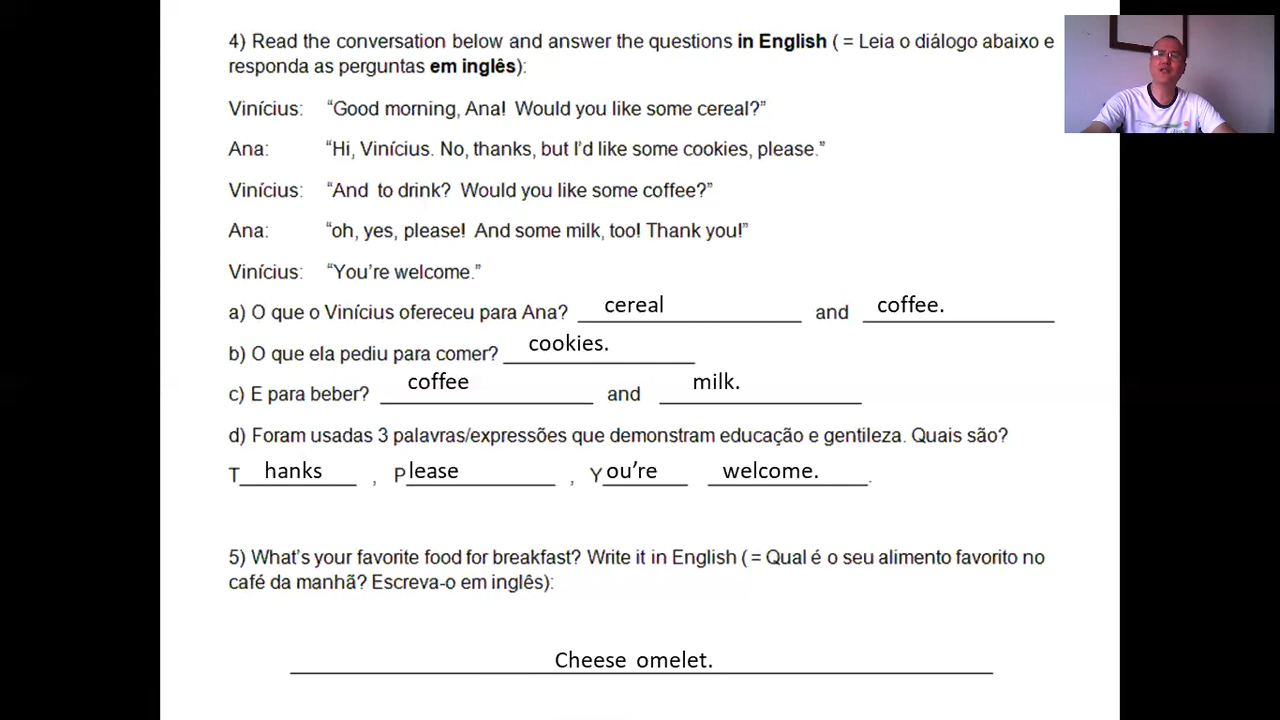 4) Read the conversation below and answer the questions in English ( = Leia o diálogo abaixo e
responda as perguntas em inglês):
Vinícius: “Good morning, Ana! Would you like some cereal?”
Ana: “Hi, Vinícius. No, thanks, but I’d like some cookies, please.”
Vinícius: “And to drink? Would you like some coffee?”
Ana: “oh, yes, please! And some milk, too! Thank you!”
Vinícius: “You’re welcome.”
a) O que o Vinícius ofereceu para Ana? cereal and coffee.
b) O que ela pediu para comer? cookies.
c) E para beber? coffee and milk.
d) Foram usadas 3 palavras/expressões que demonstram educação e gentileza. Quais são?
Thanks , Please , You’re welcome. .
5) What’s your favorite food for breakfast? Write it in English ( = Qual é o seu alimento favorito no
café da manhã? Escreva-o em inglês):
Cheese omelet.